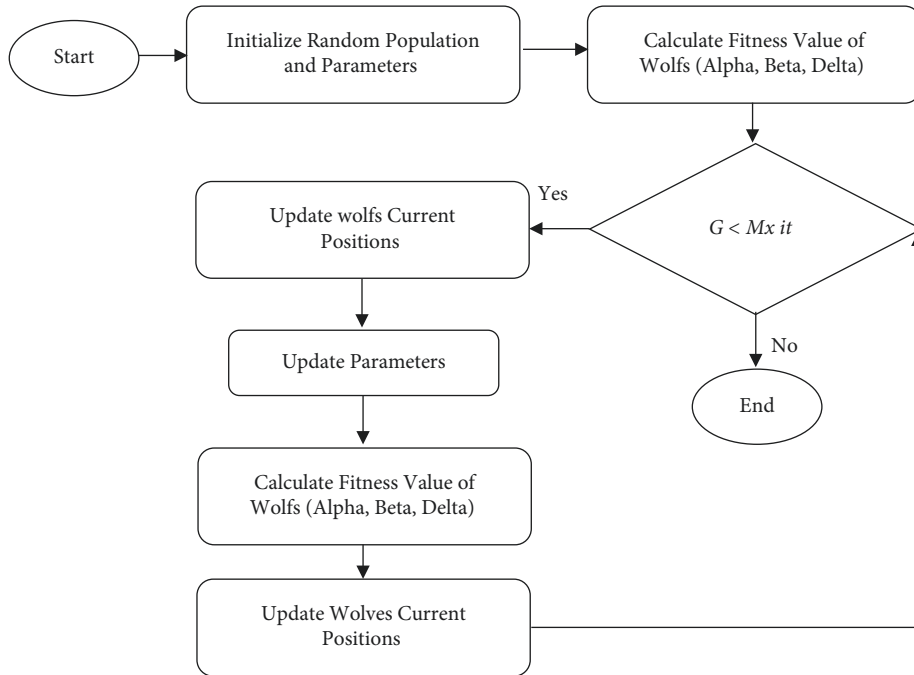 Start
Initialize Random Population
and Parameters
Calculate Fitness Value of
Wolfs (Alpha, Beta, Delta)
G < Mx it
Yes
Update wolfs Current
Positions
No
End
Update Parameters
Calculate Fitness Value of
Wolfs (Alpha, Beta, Delta)
Update Wolves Current
Positions